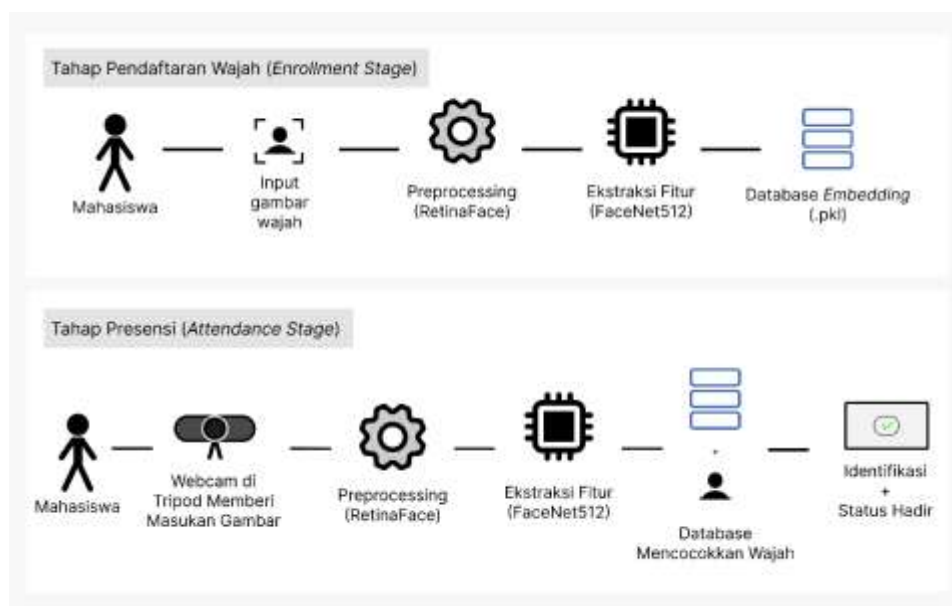 Tahap Pendaftaran Wajah (Enrollment Stage)
Mahasiswa
Input
gambar
wajah
Preprocessing
(RetinaFace)
Ekstraksi Fitur
(FaceNet512)
Database Embedding
(.pkl)
Tahap Presensi (Attendance Stage)
Mahasiswa
Webcam di
Tripod Memberi
Masukan Gambar
Preprocessing
(RetinaFace)
Ekstraksi Fitur
(FaceNet512)
Database
Mencocokkan Wajah
Identifikasi
+
Status Hadir